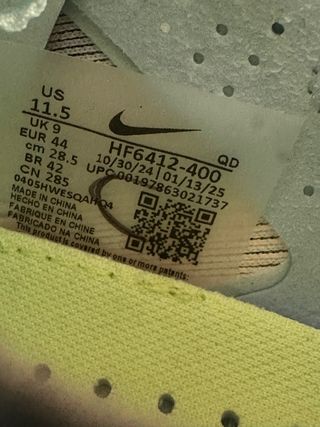 US
11.5
UK 9
EUR 44
cm 28.5
BR 42
CN 285
0405HWESQAHQ4
MADE IN CHINA
HECHO EN CHINA
FABRIQUE EN CHINE
FABRICADO NA CHINA
This product is covered by one or more patents:
HF6412-400 QD
10/30/24 | 01/13/25
UPC 00197863021737